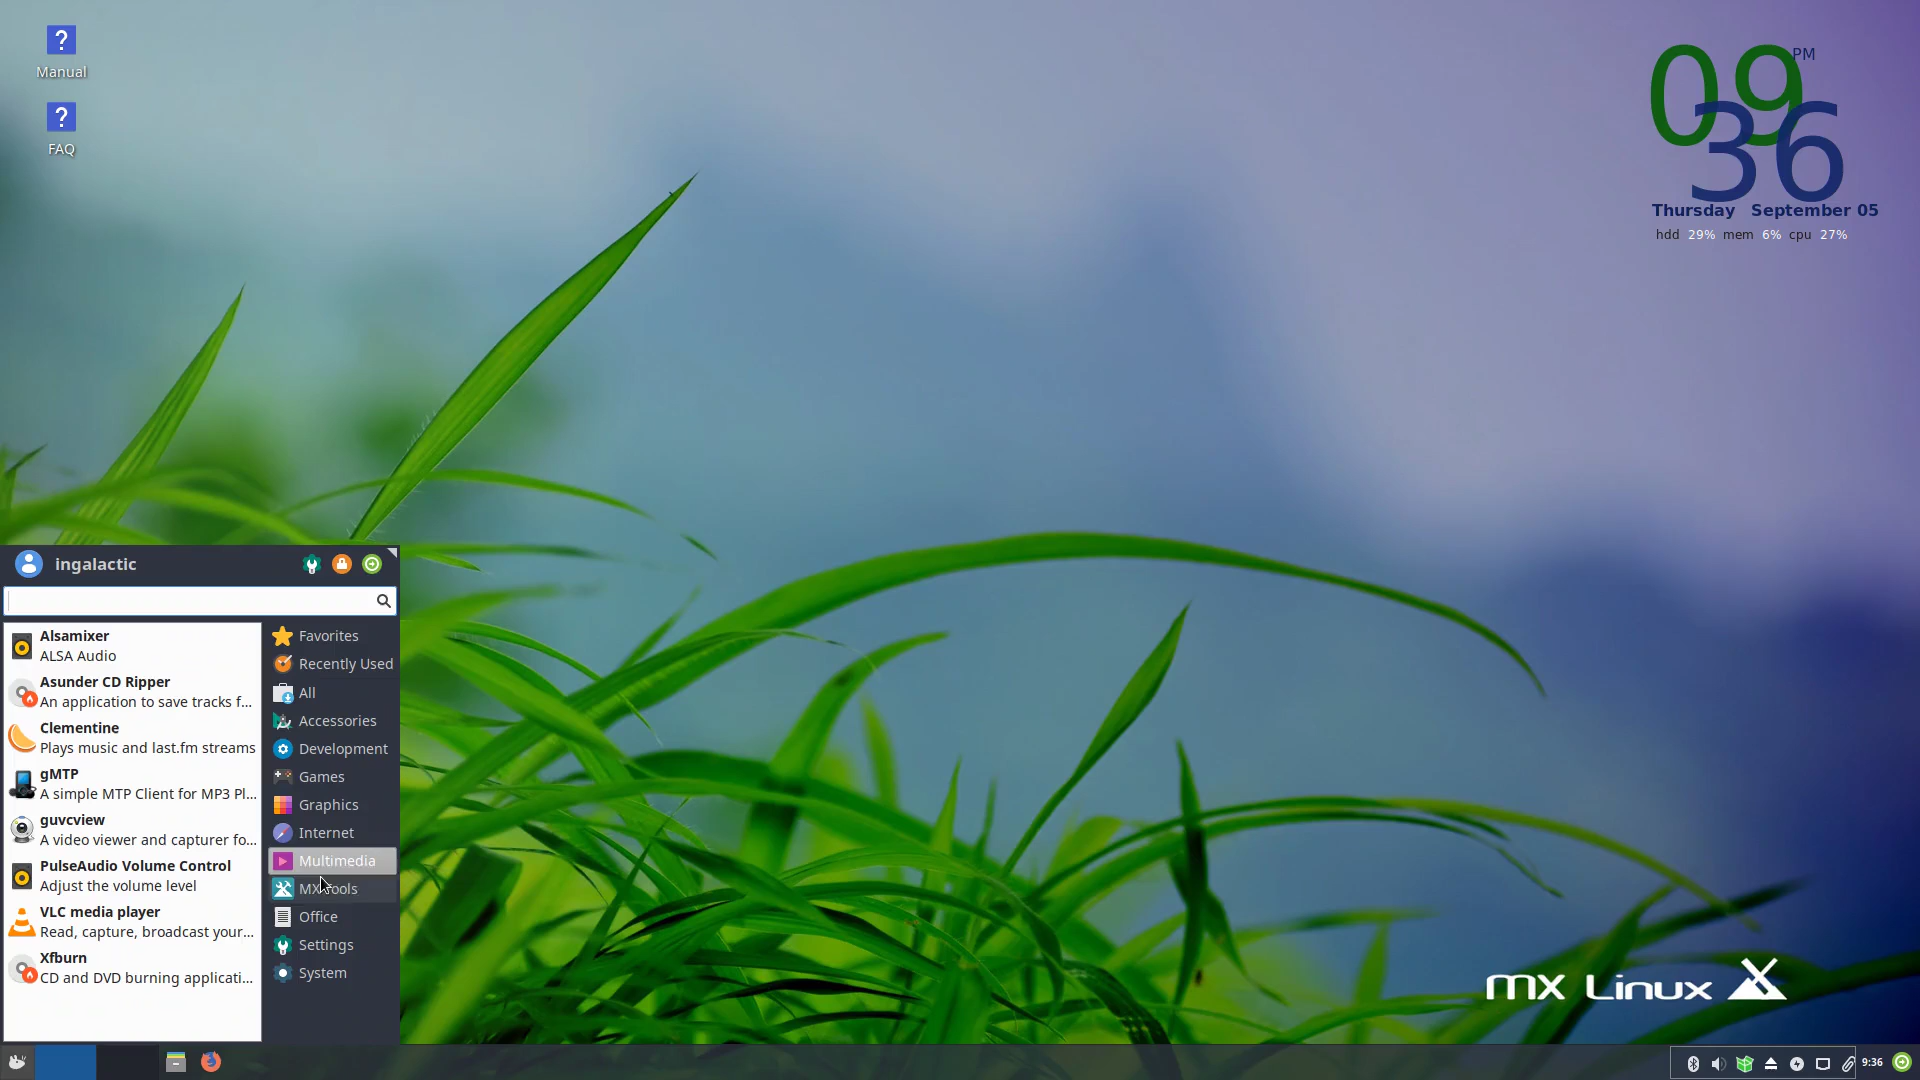 Manual
FAQ
09 PM
36
Thursday September 05
hdd 29% mem 6% cpu 27%
ingalactic
Alsamixer
ALSA Audio
Asunder CD Ripper
An application to save tracks f...
Clementine
Plays music and last.fm streams
gMTP
A simple MTP Client for MP3 Pl...
guvcview
A video viewer and capturer fo...
PulseAudio Volume Control
Adjust the volume level
VLC media player
Read, capture, broadcast your...
Xfburn
CD and DVD burning applicati...
Favorites
Recently Used
All
Accessories
Development
Games
Graphics
Internet
Multimedia
MX Tools
Office
Settings
System
mx Linux
9:36